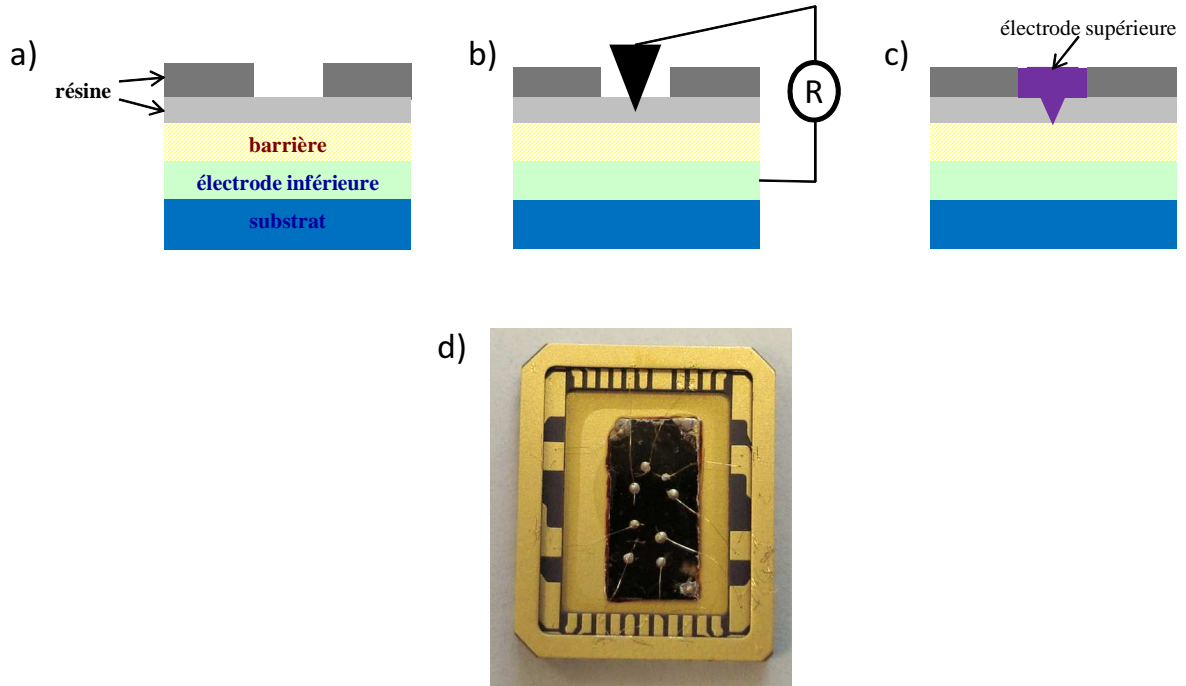 a)
résine
barrière
électrode inférieure
substrat
b)
R
c)
électrode supérieure
d)